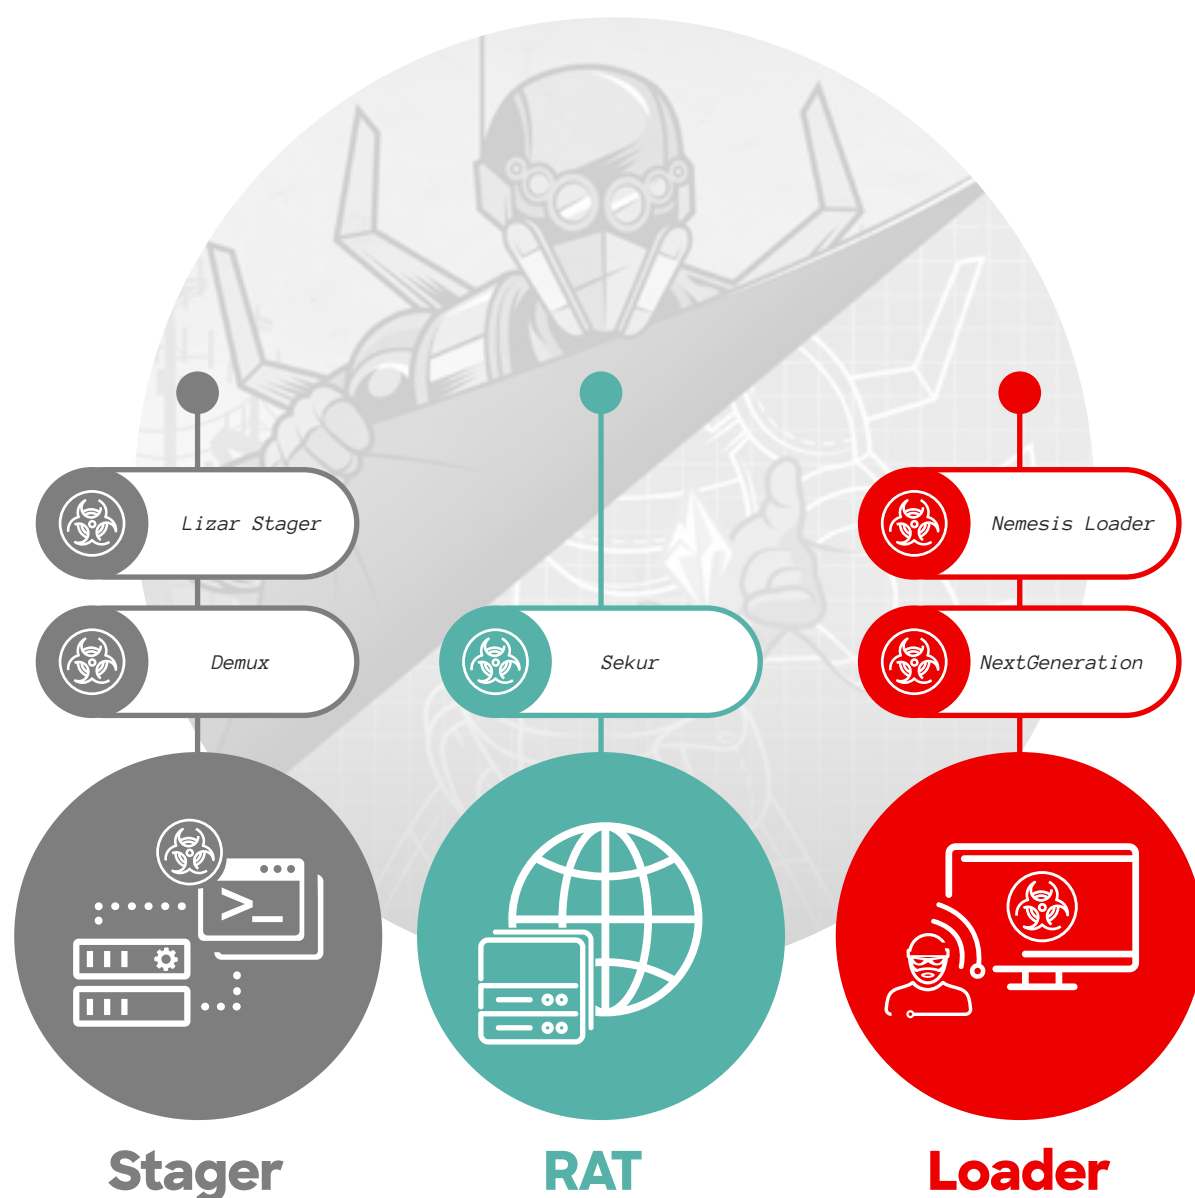 Lizar Stager
Demux
Sekur
Nemesis Loader
NextGeneration
>_
Stager
RAT
Loader